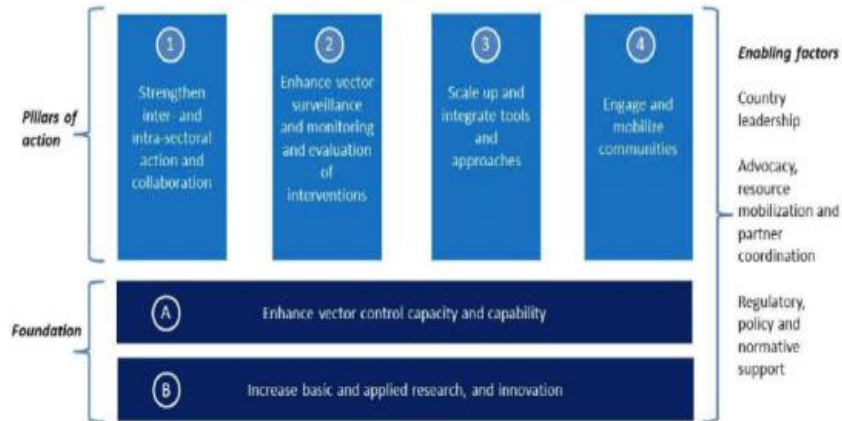 Pillars of
action
1
Strengthen
inter- and
intra-sectoral
action and
collaboration
2
Enhance vector
surveillance
and monitoring
and evaluation
of
interventions
3
Scale up and
integrate tools
and
approaches
4
Engage and
mobilize
communities
Foundation
A
Enhance vector control capacity and capability
B
Increase basic and applied research, and innovation
Enabling factors
Country
leadership
Advocacy,
resource
mobilization and
partner
coordination
Regulatory,
policy and
normative
support